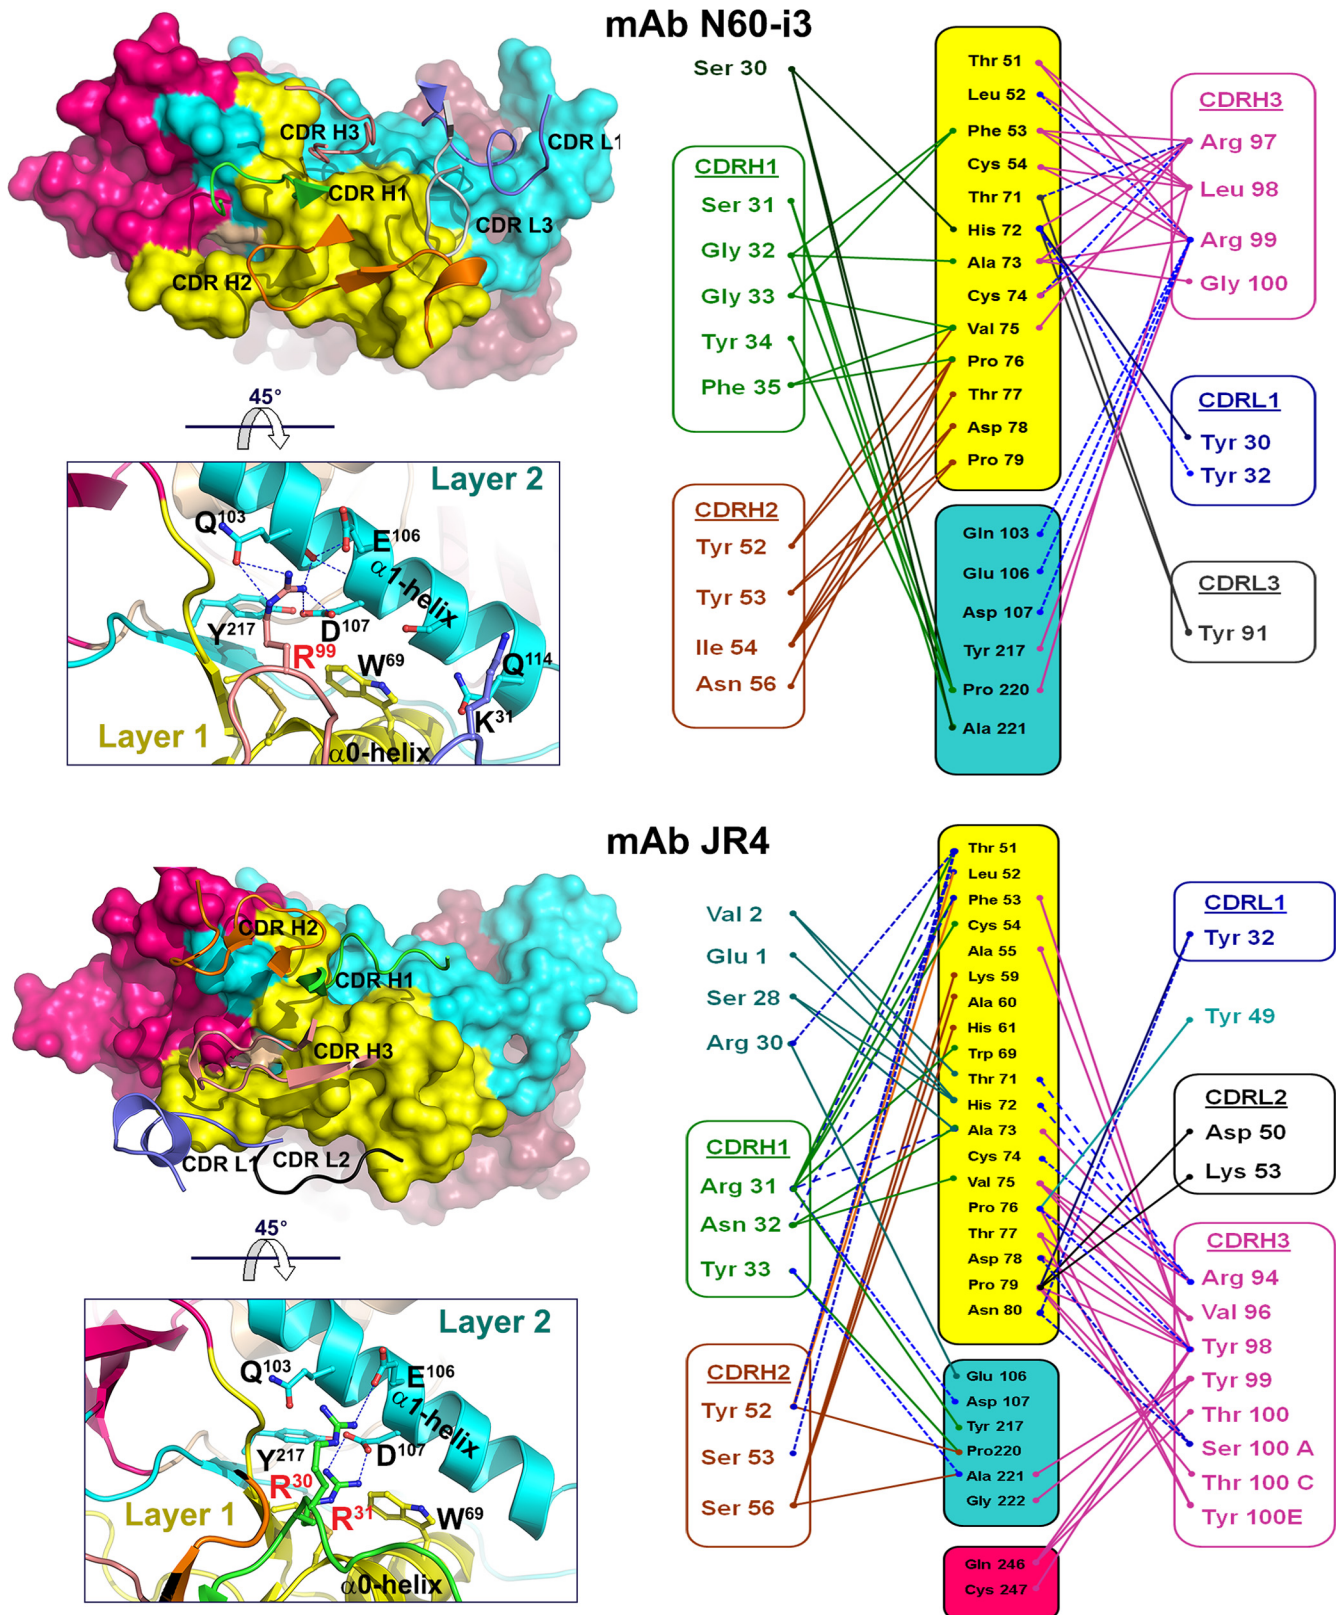 mAb N60-i3
CDR H3
CDR L1
CDR H1
CDR L3
CDR H2
45°
Layer 2
Q103
E106
α1-helix
Y217
D107
R99
W69
Q114
K31
Layer 1
α0-helix
Ser 30
CDRH1
Ser 31
Gly 32
Gly 33
Tyr 34
Phe 35
CDRH2
Tyr 52
Tyr 53
Ile 54
Asn 56
Thr 51
Leu 52
Phe 53
Cys 54
Thr 71
His 72
Ala 73
Cys 74
Val 75
Pro 76
Thr 77
Asp 78
Pro 79
Gln 103
Glu 106
Asp 107
Tyr 217
Pro 220
Ala 221
CDRH3
Arg 97
Leu 98
Arg 99
Gly 100
CDRL1
Tyr 30
Tyr 32
CDRL3
Tyr 91
mAb JR4
CDR H2
CDR H1
CDR H3
CDR L1
CDR L2
45°
Layer 2
Q103
E106
α1-helix
Y217
D107
R30
R31
W69
Layer 1
α0-helix
Val 2
Glu 1
Ser 28
Arg 30
CDRH1
Arg 31
Asn 32
Tyr 33
CDRH2
Tyr 52
Ser 53
Ser 56
Thr 51
Leu 52
Phe 53
Cys 54
Ala 55
Lys 59
Ala 60
His 61
Trp 69
Thr 71
His 72
Ala 73
Cys 74
Val 75
Pro 76
Thr 77
Asp 78
Pro 79
Asn 80
Glu 106
Asp 107
Tyr 217
Pro220
Ala 221
Gly 222
Gln 246
Cys 247
CDRL1
Tyr 32
Tyr 49
CDRL2
Asp 50
Lys 53
CDRH3
Arg 94
Val 96
Tyr 98
Tyr 99
Thr 100
Ser 100 A
Thr 100 C
Tyr 100E